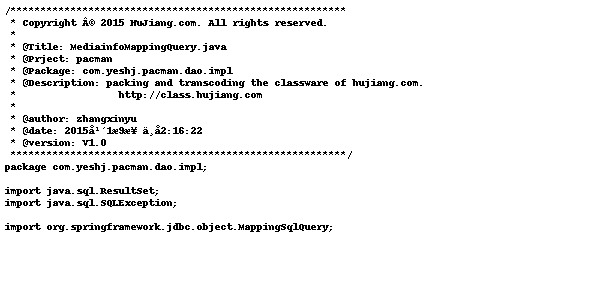 /********************************************************
* Copyright Â© 2015 HuJiang.com. All rights reserved.
*
* @Title: MediainfoMappingQuery.java
* @Prject: pacman
* @Package: com.yeshj.pacman.dao.impl
* @Description: packing and transcoding the classware of hujiang.com.
* http://class.hujiang.com
*
* @author: zhangxinyu
* @date: 2015å¹´1æ9æ¥ ä¸å2:16:22
* @version: V1.0
********************************************************/
package com.yeshj.pacman.dao.impl;
import java.sql.ResultSet;
import java.sql.SQLException;
import org.springframework.jdbc.object.MappingSqlQuery;